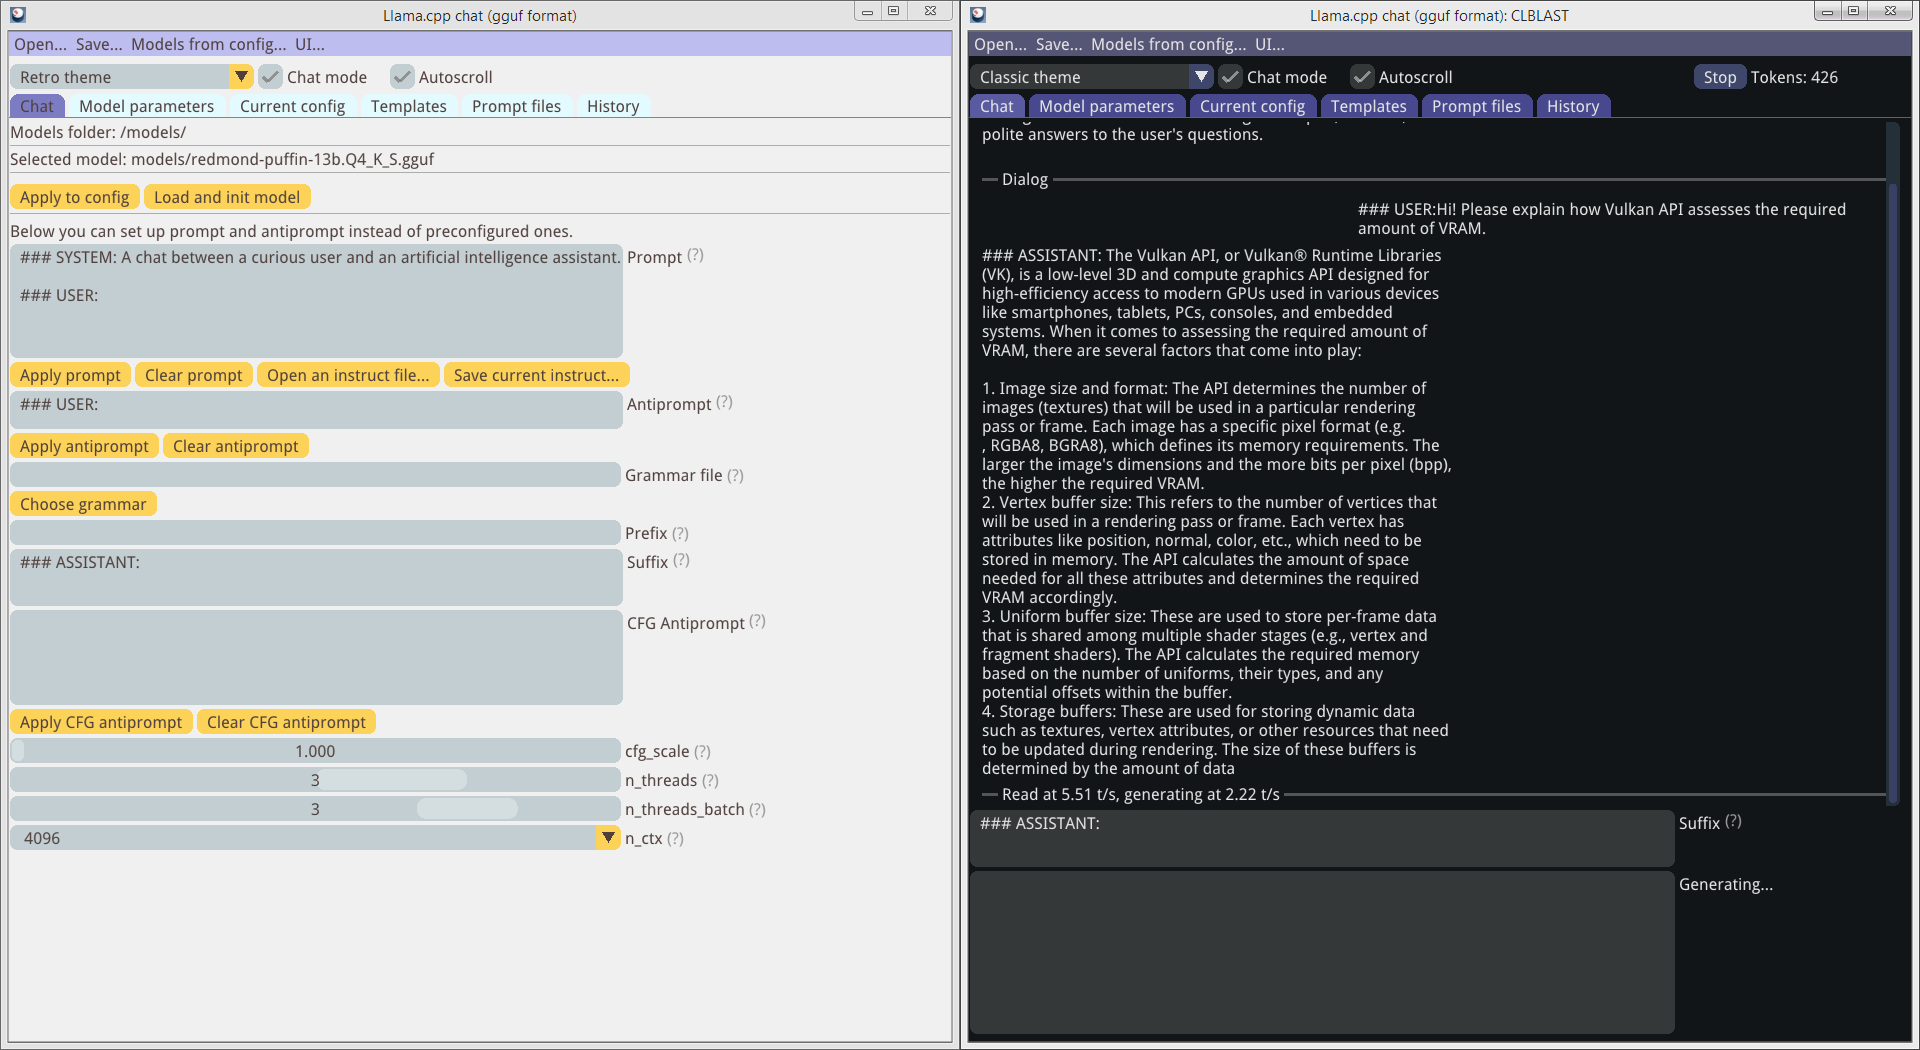 Llama.cpp chat (gguf format)
Open... Save... Models from config... UI...
Retro theme Chat mode Autoscroll
Chat Model parameters Current config Templates Prompt files History
Models folder: /models/
Selected model: models/redmond-puffin-13b.Q4_K_S.gguf
Apply to config Load and init model
Below you can set up prompt and antiprompt instead of preconfigured ones.
### SYSTEM: A chat between a curious user and an artificial intelligence assistant. Prompt (?)
### USER:
Apply prompt Clear prompt Open an instruct file... Save current instruct...
### USER: Antiprompt (?)
Apply antiprompt Clear antiprompt
Grammar file (?)
Choose grammar
Prefix (?)
### ASSISTANT: Suffix (?)
CFG Antiprompt (?)
Apply CFG antiprompt Clear CFG antiprompt
1.000 cfg_scale (?)
3 n_threads (?)
3 n_threads_batch (?)
4096 n_ctx (?)
Llama.cpp chat (gguf format): CLBLAST
Open... Save... Models from config... UI...
Classic theme Chat mode Autoscroll Stop Tokens: 426
Chat Model parameters Current config Templates Prompt files History
polite answers to the user's questions.
Dialog
### USER:Hi! Please explain how Vulkan API assesses the required
amount of VRAM.
### ASSISTANT: The Vulkan API, or Vulkan® Runtime Libraries
(VK), is a low-level 3D and compute graphics API designed for
high-efficiency access to modern GPUs used in various devices
like smartphones, tablets, PCs, consoles, and embedded
systems. When it comes to assessing the required amount of
VRAM, there are several factors that come into play:
1. Image size and format: The API determines the number of
images (textures) that will be used in a particular rendering
pass or frame. Each image has a specific pixel format (e.g.
, RGBA8, BGRA8), which defines its memory requirements. The
larger the image's dimensions and the more bits per pixel (bpp),
the higher the required VRAM.
2. Vertex buffer size: This refers to the number of vertices that
will be used in a rendering pass or frame. Each vertex has
attributes like position, normal, color, etc., which need to be
stored in memory. The API calculates the amount of space
needed for all these attributes and determines the required
VRAM accordingly.
3. Uniform buffer size: These are used to store per-frame data
that is shared among multiple shader stages (e.g., vertex and
fragment shaders). The API calculates the required memory
based on the number of uniforms, their types, and any
potential offsets within the buffer.
4. Storage buffers: These are used for storing dynamic data
such as textures, vertex attributes, or other resources that need
to be updated during rendering. The size of these buffers is
determined by the amount of data
Read at 5.51 t/s, generating at 2.22 t/s
### ASSISTANT: Suffix (?)
Generating...